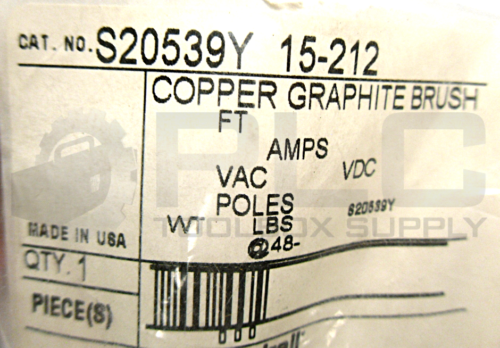 CAT. NO. S20539Y 15-212
COPPER GRAPHITE BRUSH
FT
AMPS
VAC VDC
POLES S20539Y
WT LBS
@48-
MADE IN USA
QTY. 1
PIECE(S)
PLC
TOOLBOX SUPPLY